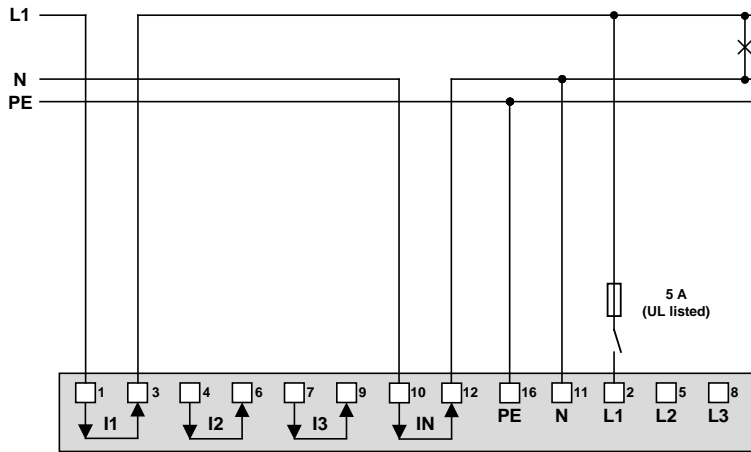 L1
N
PE
5 A
(UL listed)
1 3 4 6 7 9 10 12 16 11 2 5 8
I1 I2 I3 IN PE N L1 L2 L3